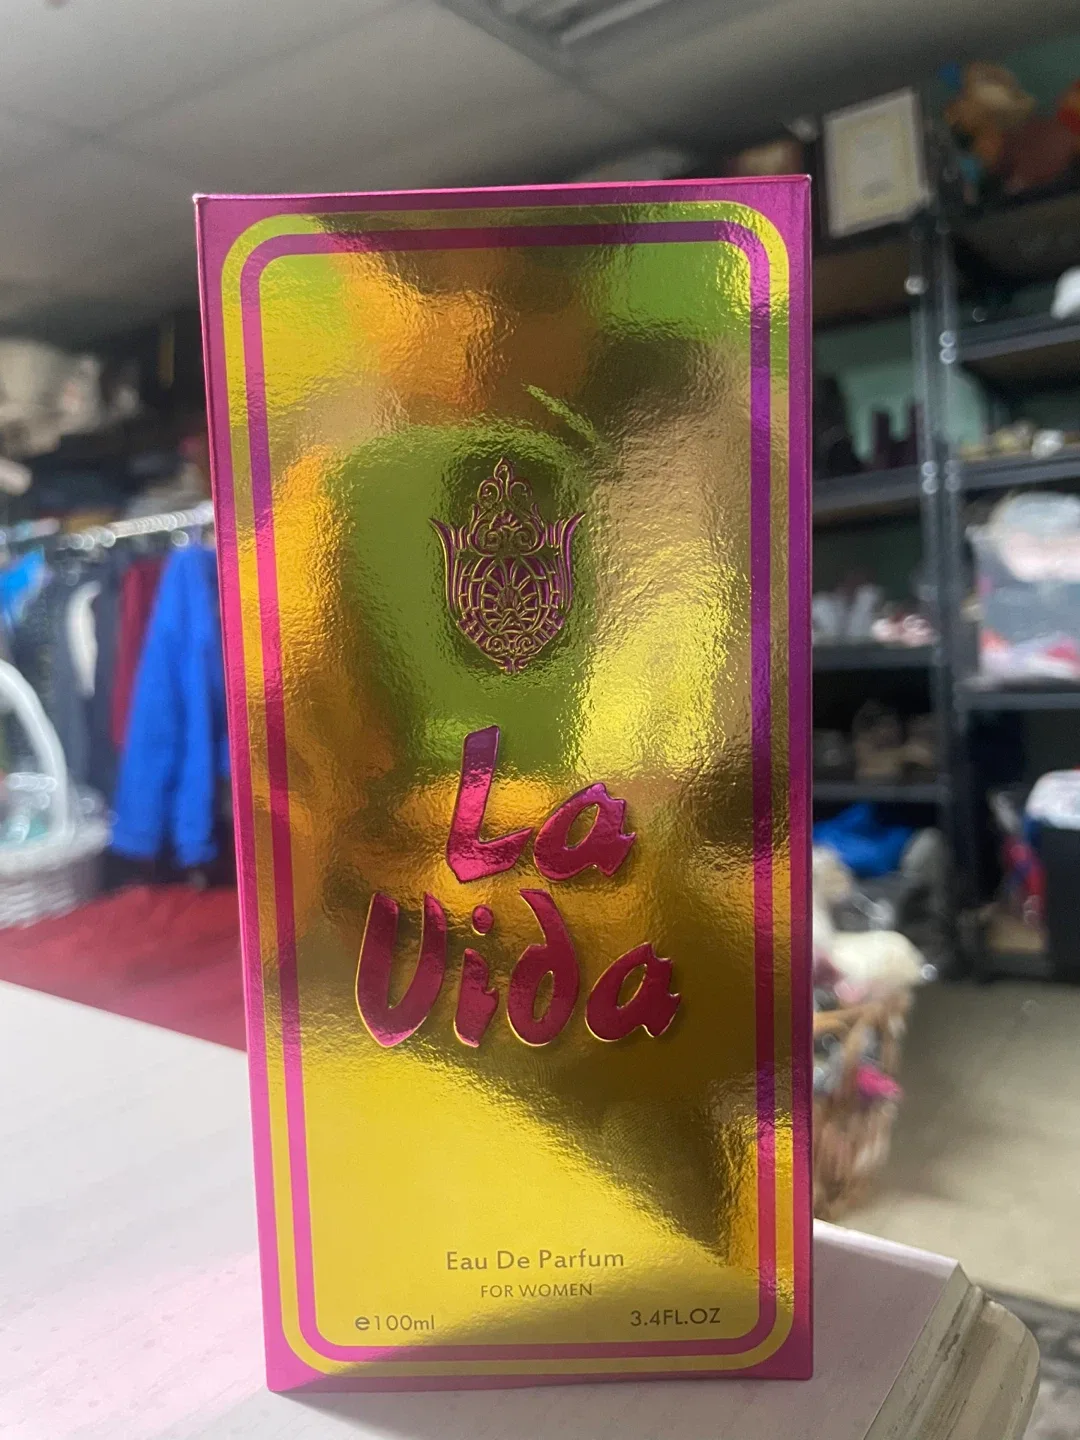 La
Vida
Eau De Parfum
FOR WOMEN
℮100ml 3.4FL.OZ